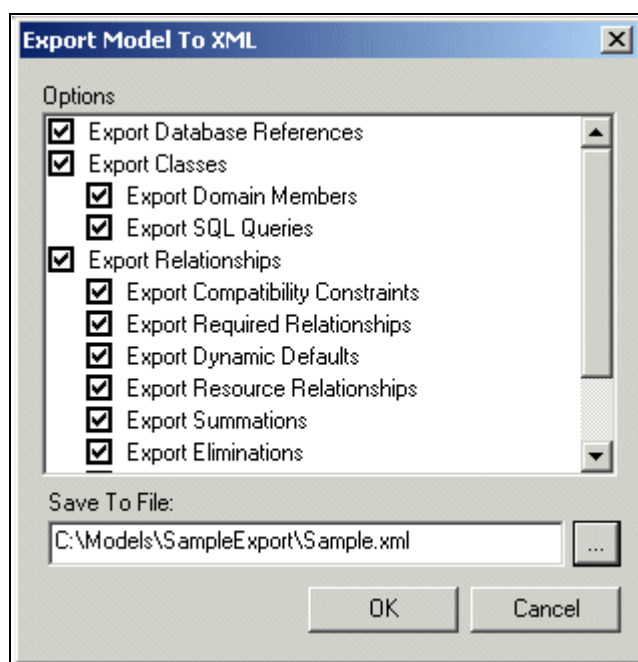 Export Model To XML
Options
Export Database References
Export Classes
Export Domain Members
Export SQL Queries
Export Relationships
Export Compatibility Constraints
Export Required Relationships
Export Dynamic Defaults
Export Resource Relationships
Export Summations
Export Eliminations
Save To File:
C:\Models\SampleExport\Sample.xml
...
OK Cancel